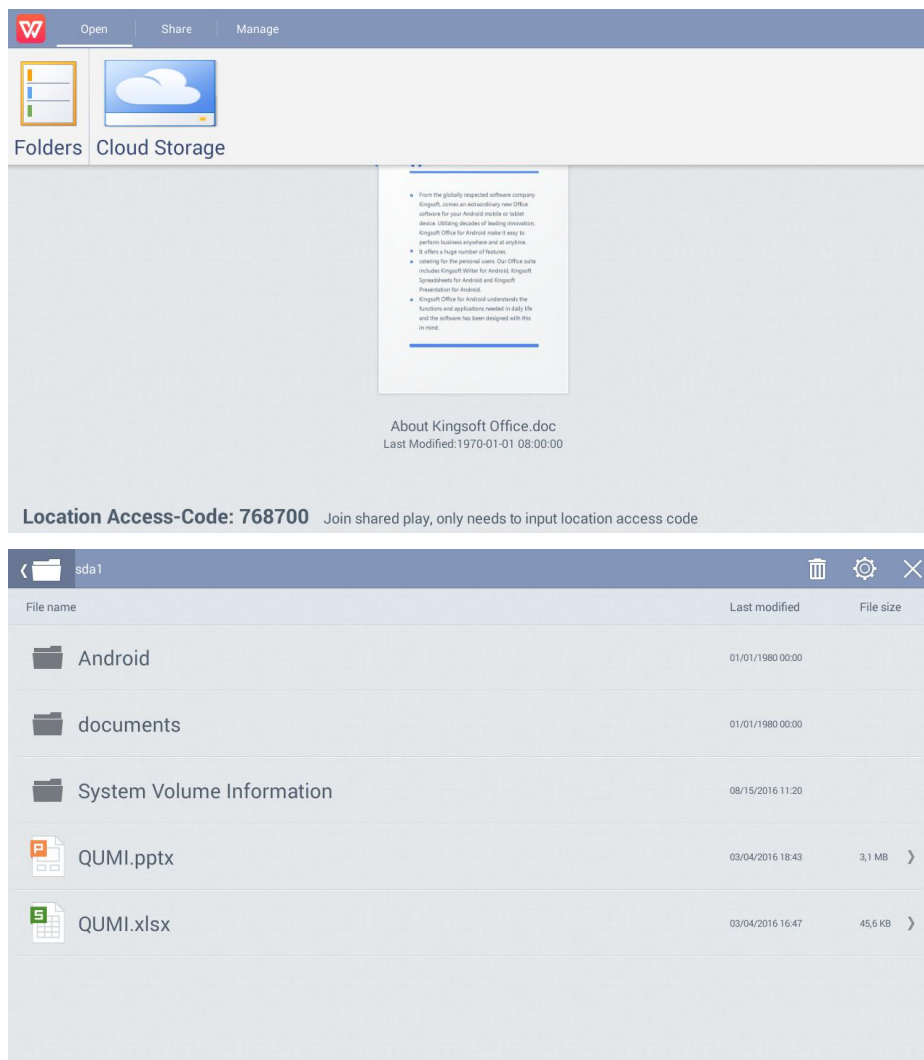 Open Share Manage
Folders Cloud Storage
From the globally respected software company
Kingsoft, comes an extraordinary new Office
software for your Android mobile or tablet
device. Utilizing decades of leading innovation,
Kingsoft Office for Android make it easy to
perform business anywhere and at anytime.
It offers a huge number of features
catering for the personal users. Our Office suite
includes Kingsoft Writer for Android, Kingsoft
Spreadsheets for Android and Kingsoft
Presentation for Android.
Kingsoft Office for Android understands the
functions and applications needed in daily life
and the software has been designed with this
in mind.
About Kingsoft Office.doc
Last Modified:1970-01-01 08:00:00
Location Access-Code: 768700 Join shared play, only needs to input location access code
sda1
File name Last modified File size
Android 01/01/1980 00:00
documents 01/01/1980 00:00
System Volume Information 08/15/2016 11:20
P QUMI.pptx 03/04/2016 18:43 3,1 MB
S QUMI.xlsx 03/04/2016 16:47 45,6 KB